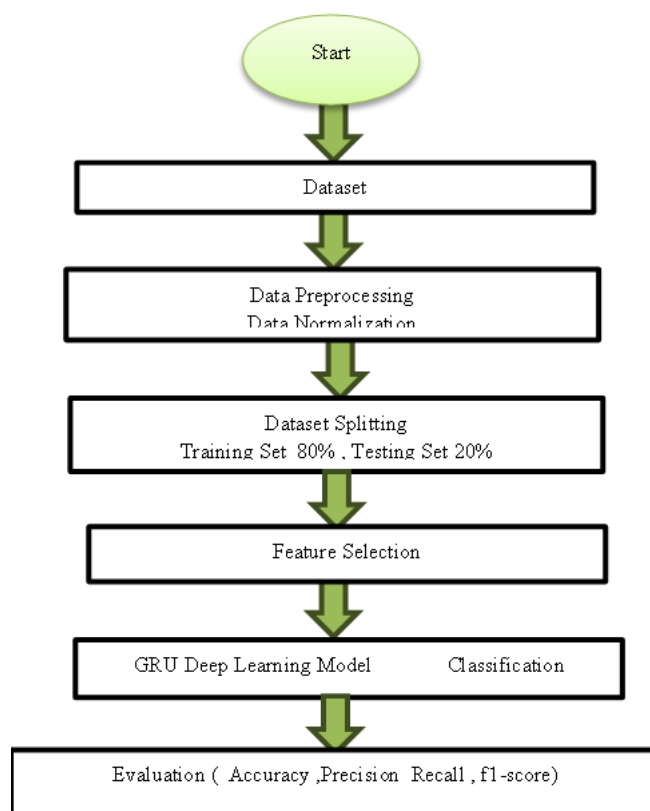 Start
Dataset
Data Preprocessing
Data Normalization
Dataset Splitting
Training Set 80% , Testing Set 20%
Feature Selection
GRU Deep Learning Model Classification
Evaluation ( Accuracy ,Precision Recall , f1-score)